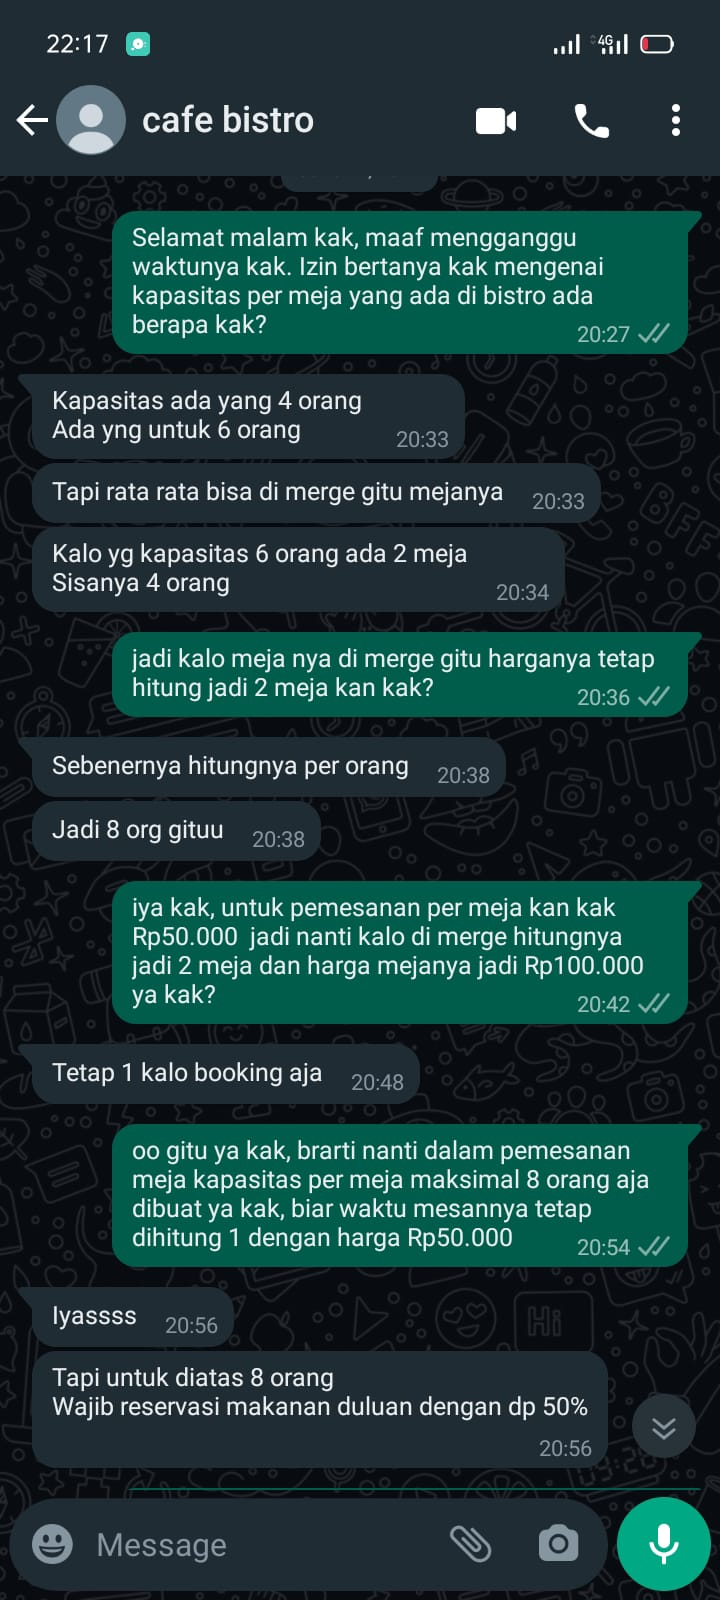 22:17
4G
cafe bistro
Selamat malam kak, maaf mengganggu
waktunya kak. Izin bertanya kak mengenai
kapasitas per meja yang ada di bistro ada
berapa kak?
20:27
Kapasitas ada yang 4 orang
Ada yng untuk 6 orang
20:33
Tapi rata rata bisa di merge gitu mejanya
20:33
Kalo yg kapasitas 6 orang ada 2 meja
Sisanya 4 orang
20:34
jadi kalo meja nya di merge gitu harganya tetap
hitung jadi 2 meja kan kak?
20:36
Sebenernya hitungnya per orang
20:38
Jadi 8 org gituu
20:38
iya kak, untuk pemesanan per meja kan kak
Rp50.000 jadi nanti kalo di merge hitungnya
jadi 2 meja dan harga mejanya jadi Rp100.000
ya kak?
20:42
Tetap 1 kalo booking aja
20:48
oo gitu ya kak, brarti nanti dalam pemesanan
meja kapasitas per meja maksimal 8 orang aja
dibuat ya kak, biar waktu mesannya tetap
dihitung 1 dengan harga Rp50.000
20:54
Iyassss
20:56
Tapi untuk diatas 8 orang
Wajib reservasi makanan duluan dengan dp 50%
20:56
Message